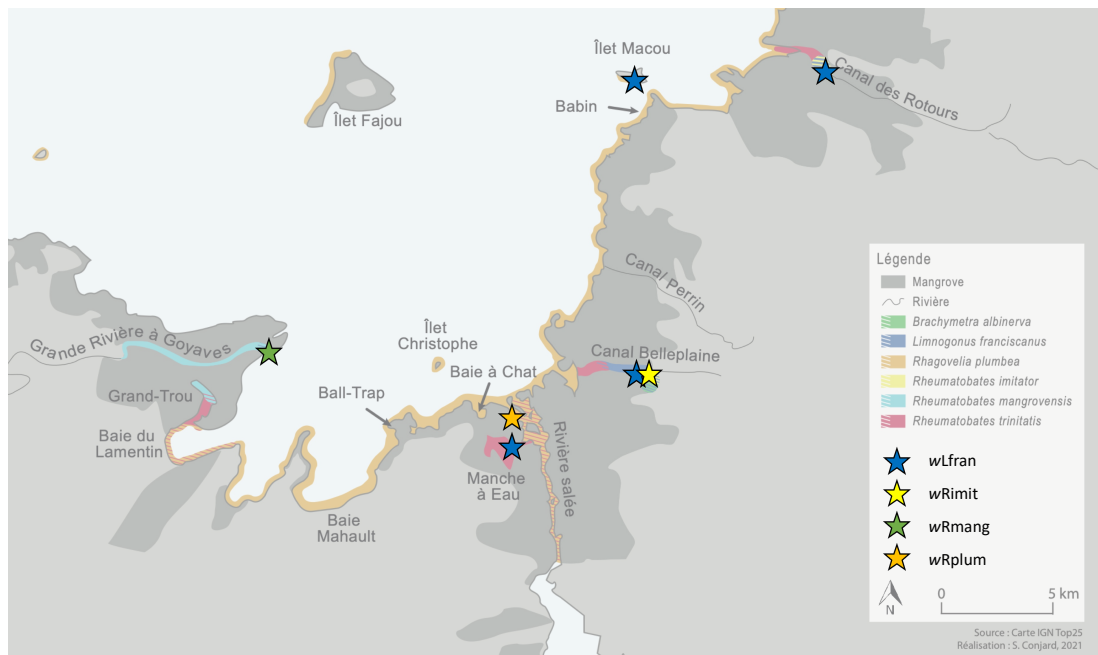 Îlet Macou
Canal des Rotours
Babin
Îlet Fajou
Canal Perrin
Grande Rivière à Goyaves
Îlet
Christophe
Canal Belleplaine
Baie à Chat
Ball-Trap
Grand-Trou
Baie du
Lamentin
Rivière salée
Manche
à Eau
Baie
Mahault
Légende
Mangrove
Rivière
Brachymetra albinerva
Limnogonus franciscanus
Rhagovelia plumbea
Rheumatobates imitator
Rheumatobates mangrovensis
Rheumatobates trinitatis
wLfran
wRimit
wRmang
wRplum
N
0
5 km
Source : Carte IGN Top25
Réalisation : S. Conjard, 2021